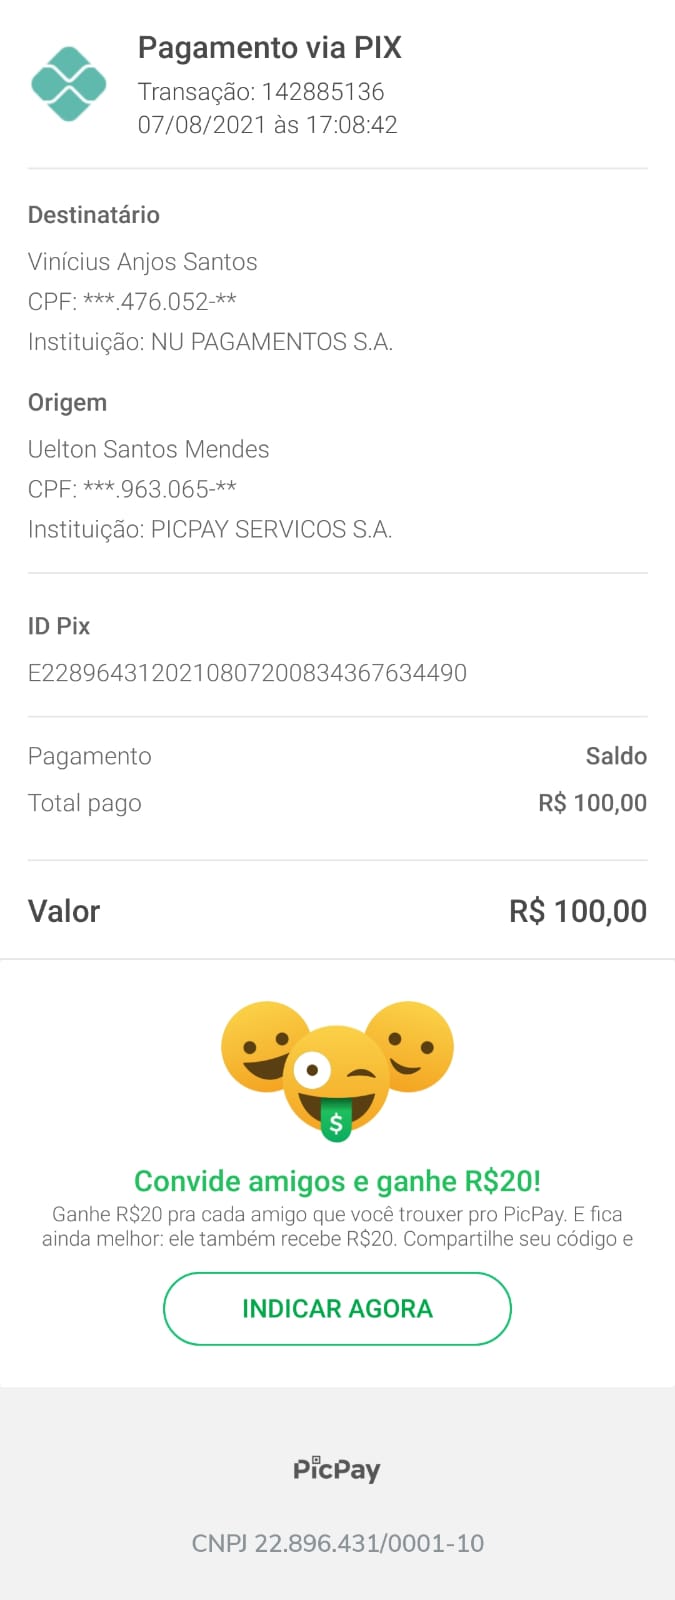 Pagamento via PIX
Transação: 142885136
07/08/2021 às 17:08:42
Destinatário
Vinícius Anjos Santos
CPF: ***.476.052-**
Instituição: NU PAGAMENTOS S.A.
Origem
Uelton Santos Mendes
CPF: ***.963.065-**
Instituição: PICPAY SERVICOS S.A.
ID Pix
E2289643120210807200834367634490
Pagamento Saldo
Total pago R$ 100,00
Valor R$ 100,00
$
Convide amigos e ganhe R$20!
Ganhe R$20 pra cada amigo que você trouxer pro PicPay. E fica
ainda melhor: ele também recebe R$20. Compartilhe seu código e
INDICAR AGORA
PicPay
CNPJ 22.896.431/0001-10